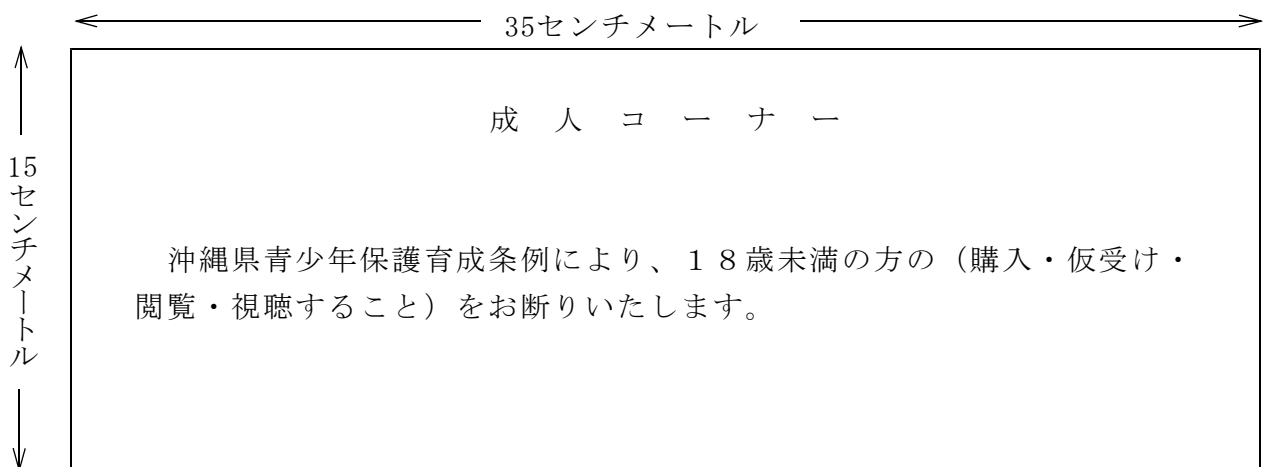 35センチメートル
15センチメートル
成人コーナー
沖縄県青少年保護育成条例により、18歳未満の方の（購入・仮受け・
閲覧・視聴すること）をお断りいたします。